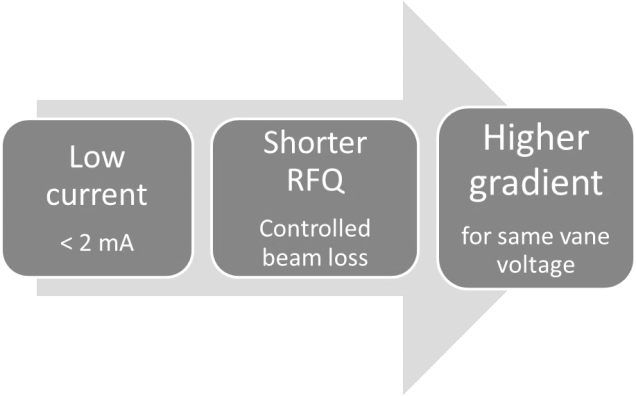 Low
current
< 2 mA
Shorter
RFQ
Controlled
beam loss
Higher
gradient
for same vane
voltage